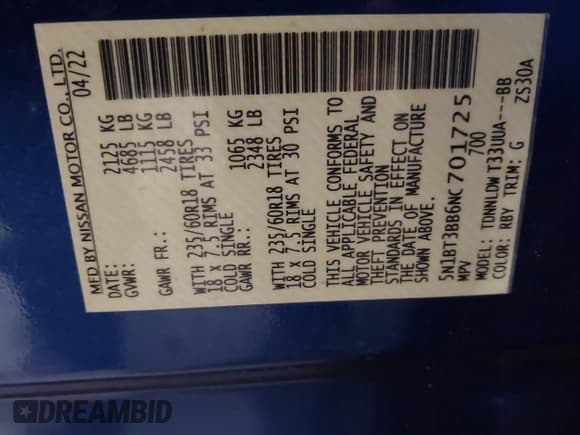 MFD BY NISSAN MOTOR CO., LTD.
DATE: 04/22
GVWR: 2125 KG
4685 LB
GAWR FR.: 1115 KG
2458 LB
WITH 235/60R18 TIRES
18 x 7.5 RIMS AT 33 PSI
COLD SINGLE
GAWR RR.: 1065 KG
2348 LB
WITH 235/60R18 TIRES
18 x 7.5 RIMS AT 30 PSI
COLD SINGLE
THIS VEHICLE CONFORMS TO
ALL APPLICABLE FEDERAL
MOTOR VEHICLE SAFETY AND
THEFT PREVENTION
STANDARDS IN EFFECT ON
THE DATE OF MANUFACTURE
SHOWN ABOVE.
5N1BT3BB6NC701725
MPV 700
MODEL: TDNNLDW T33UUA---BB
COLOR: RBY TRIM: G ZS30A
DREAMBID